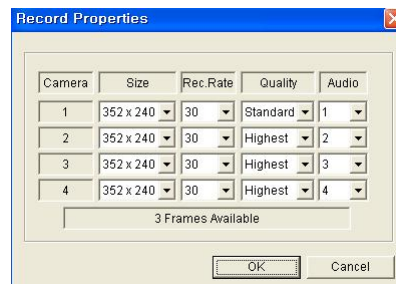 Record Properties
Camera Size Rec.Rate Quality Audio
1 352 x 240 30 Standard 1
2 352 x 240 30 Highest 2
3 352 x 240 30 Highest 3
4 352 x 240 30 Highest 4
3 Frames Available
OK Cancel